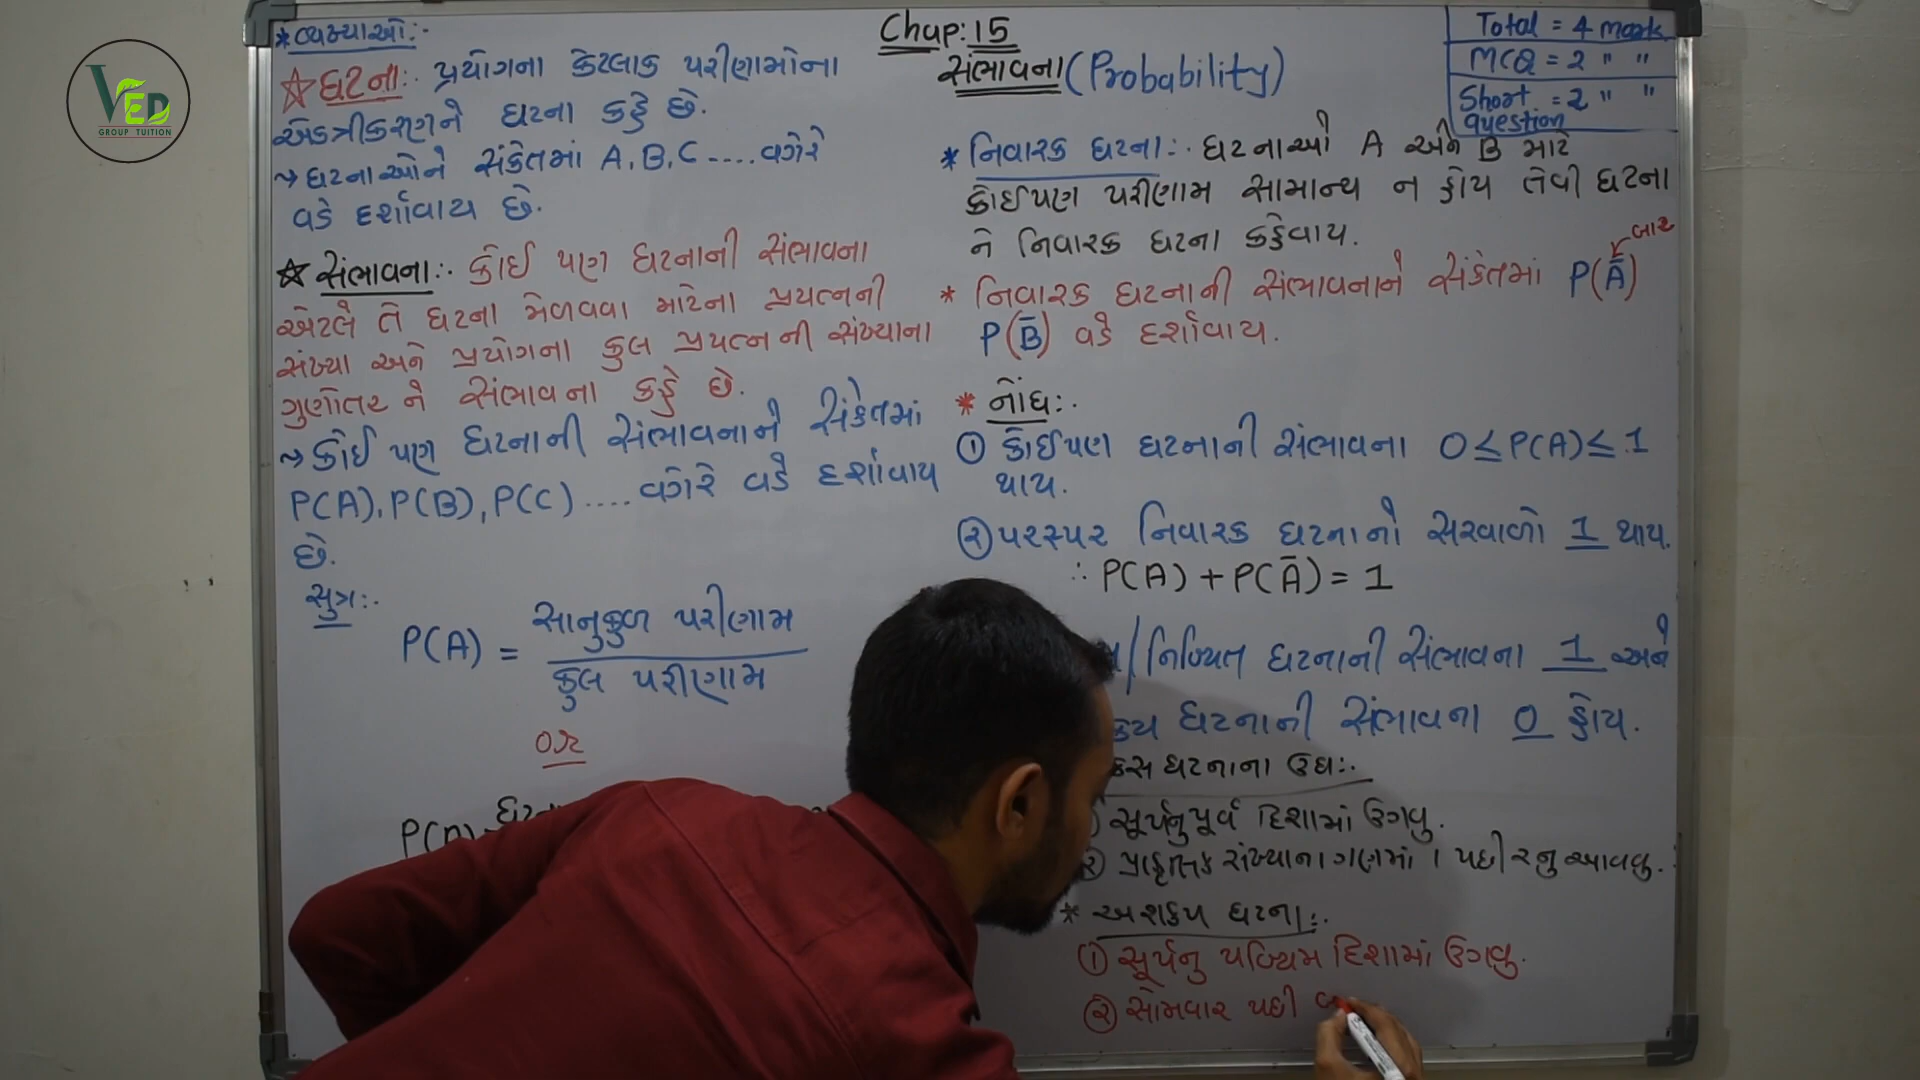 VED
GROUP TUITION
Chap:15
સંભાવના (Probability)
Total = 4 mark
MCQ = 2 " "
Short question = 2 " "
* વ્યાખ્યાઓ:-
☆ ઘટના:- પ્રયોગના કેટલાક પરીણામોના
એકત્રીકરણને ઘટના કહે છે.
→ ઘટનાઓને સંકેતમાં A, B, C .... વગેરે
વડે દર્શાવાય છે.
☆ સંભાવના:- કોઈ પણ ઘટનાની સંભાવના
એટલે તે ઘટના મેળવવા માટેના પ્રયત્નની
સંખ્યા અને પ્રયોગના કુલ પ્રયત્નની સંખ્યાના
ગુણોતર ને સંભાવના કહે છે.
→ કોઈ પણ ઘટનાની સંભાવનાને સંકેતમાં
P(A), P(B), P(C) .... વગેરે વડે દર્શાવાય
છે.
સુત્ર:-
P(A) = સાનુકુળ પરીણામ
કુલ પરીણામ
OR
* નિવારક ઘટના:- ઘટનાઓ A અને B માટે
કોઈપણ પરીણામ સામાન્ય ન હોય તેવી ઘટના
ને નિવારક ઘટના કહેવાય.
બાર
* નિવારક ઘટનાની સંભાવનાને સંકેતમાં P(Ā)
P(B̄) વડે દર્શાવાય.
* નોંધ:-
① કોઈપણ ઘટનાની સંભાવના 0 ≤ P(A) ≤ 1
થાય.
② પરસ્પર નિવારક ઘટનાનો સરવાળો 1 થાય.
∴ P(A) + P(Ā) = 1
/નિશ્ચિત ઘટનાની સંભાવના 1 અને
ઘટનાની સંભાવના 0 હોય.
ઘટનાના ઉદા:-
સૂર્યનુ પૂર્વ દિશામાં ઉગવુ.
② પ્રાકૃતિક સંખ્યાના ગણમાં 1 પછી 2નુ આવવુ.
* અશક્ય ઘટના:-
① સૂર્યનુ પશ્ચિમ દિશામાં ઉગવુ.
② સોમવાર પછી